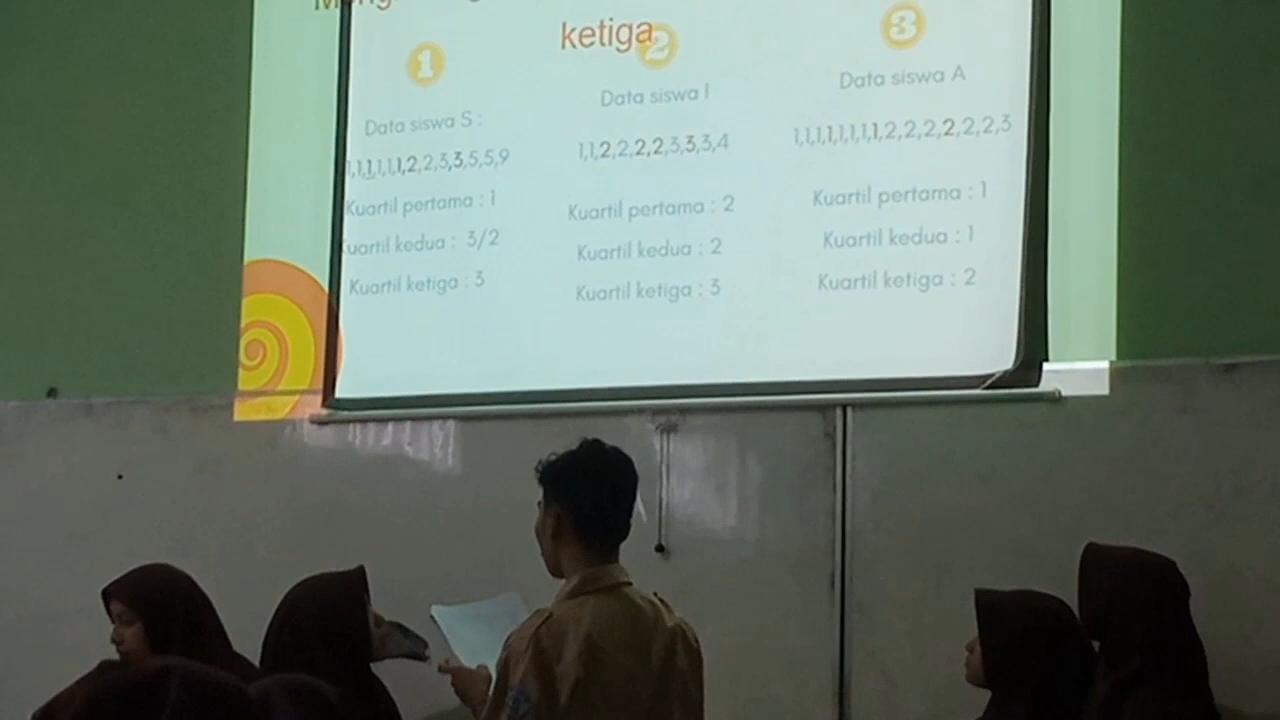 ketiga
1
Data siswa S :
1,1,1,1,1,1,2,2,3,3,5,5,9
Kuartil pertama : 1
Kuartil kedua : 3/2
Kuartil ketiga : 3
2
Data siswa I
1,1,2,2,2,2,3,3,3,4
Kuartil pertama : 2
Kuartil kedua : 2
Kuartil ketiga : 3
3
Data siswa A
1,1,1,1,1,1,1,1,2,2,2,2,2,2,3
Kuartil pertama : 1
Kuartil kedua : 1
Kuartil ketiga : 2